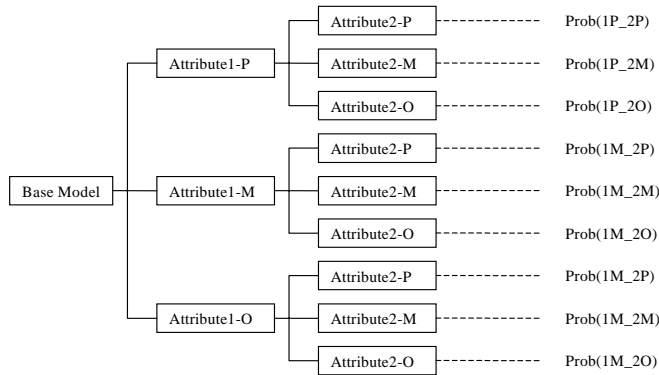 Attribute2-P Prob(1P_2P)
Attribute1-P Attribute2-M Prob(1P_2M)
Attribute2-O Prob(1P_2O)
Attribute2-P Prob(1M_2P)
Base Model Attribute1-M Attribute2-M Prob(1M_2M)
Attribute2-O Prob(1M_2O)
Attribute2-P Prob(1M_2P)
Attribute1-O Attribute2-M Prob(1M_2M)
Attribute2-O Prob(1M_2O)